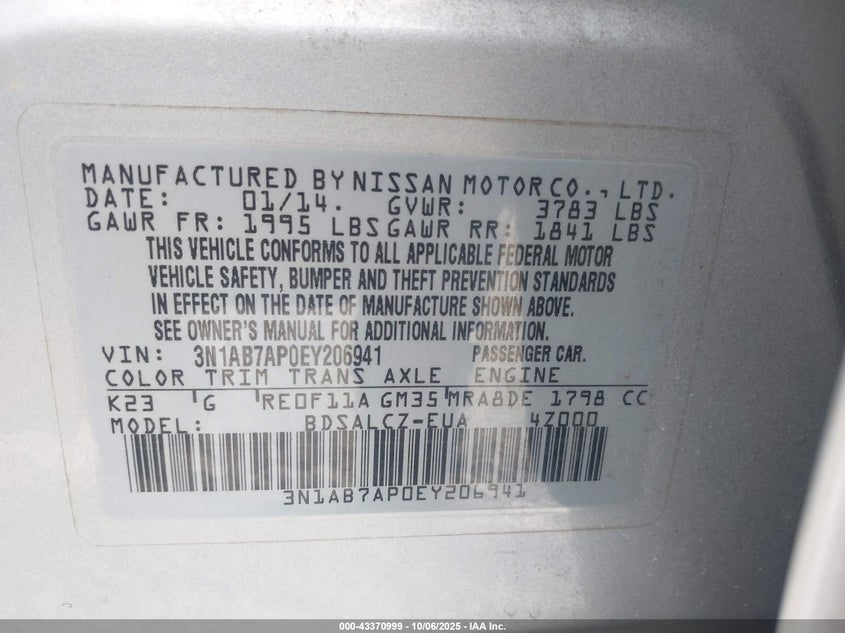 MANUFACTURED BY NISSAN MOTOR CO., LTD.
DATE: 01/14. GVWR: 3783 LBS
GAWR FR: 1995 LBS GAWR RR: 1841 LBS
THIS VEHICLE CONFORMS TO ALL APPLICABLE FEDERAL MOTOR
VEHICLE SAFETY, BUMPER AND THEFT PREVENTION STANDARDS
IN EFFECT ON THE DATE OF MANUFACTURE SHOWN ABOVE.
SEE OWNER'S MANUAL FOR ADDITIONAL INFORMATION.
VIN: 3N1AB7AP0EY206941 PASSENGER CAR.
COLOR TRIM TRANS AXLE ENGINE
K23 G RE0F11A GM35 MRA8DE 1798 CC
MODEL: BDSALCZ-EUA 4Z000
3N1AB7AP0EY206941
000-43370999 - 10/06/2025 - IAA Inc.